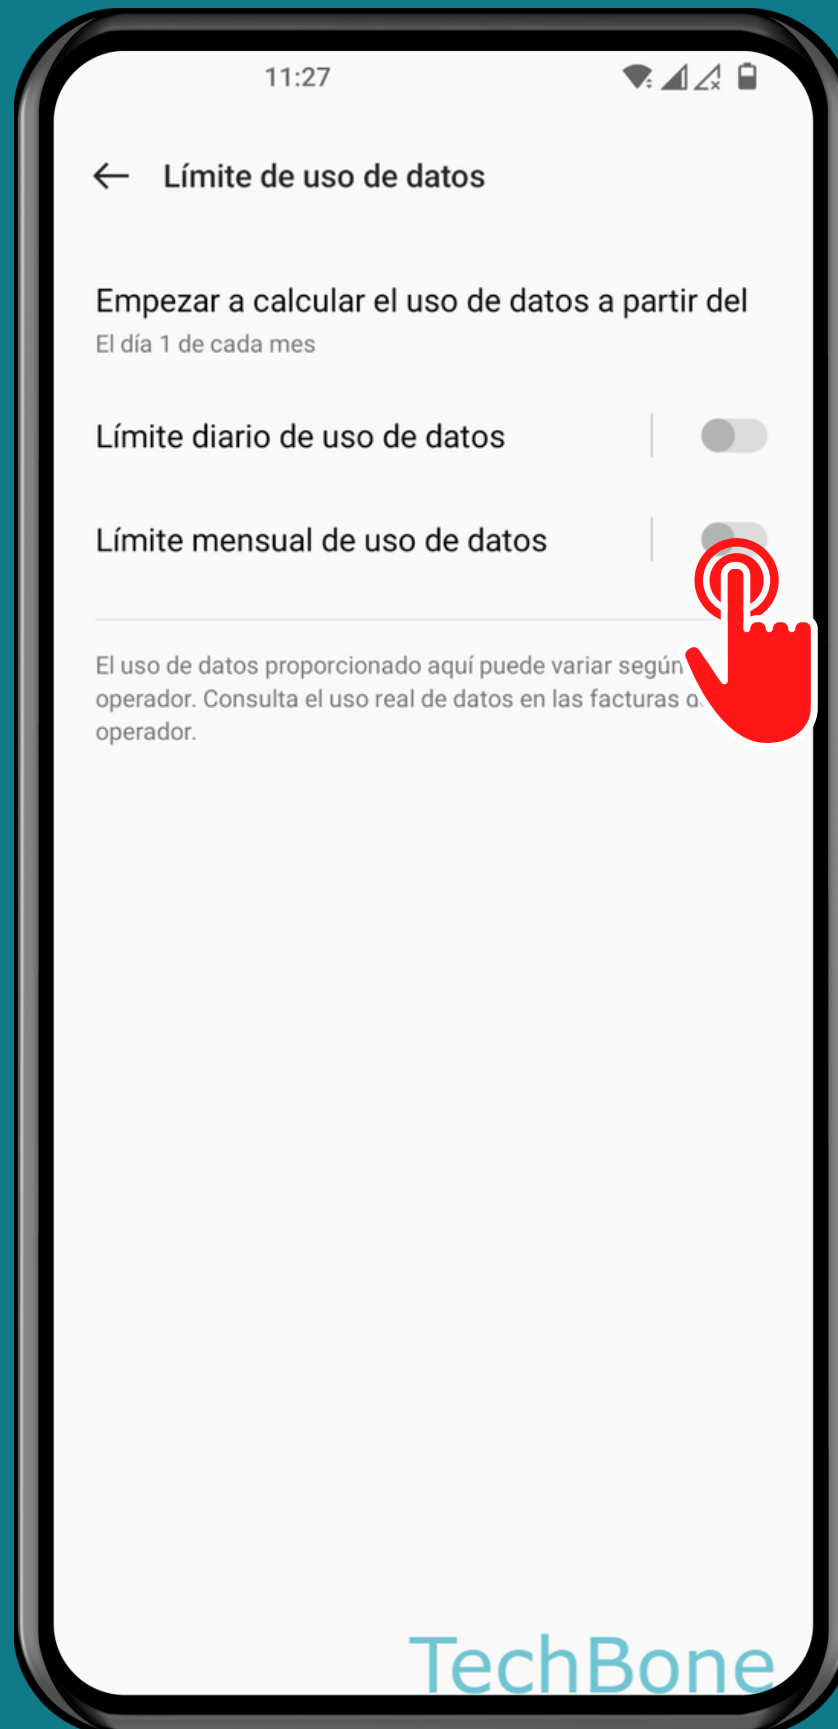 11:27
Límite de uso de datos
Empezar a calcular el uso de datos a partir del
El día 1 de cada mes
Límite diario de uso de datos
Límite mensual de uso de datos
El uso de datos proporcionado aquí puede variar según
operador. Consulta el uso real de datos en las facturas
operador.
TechBone